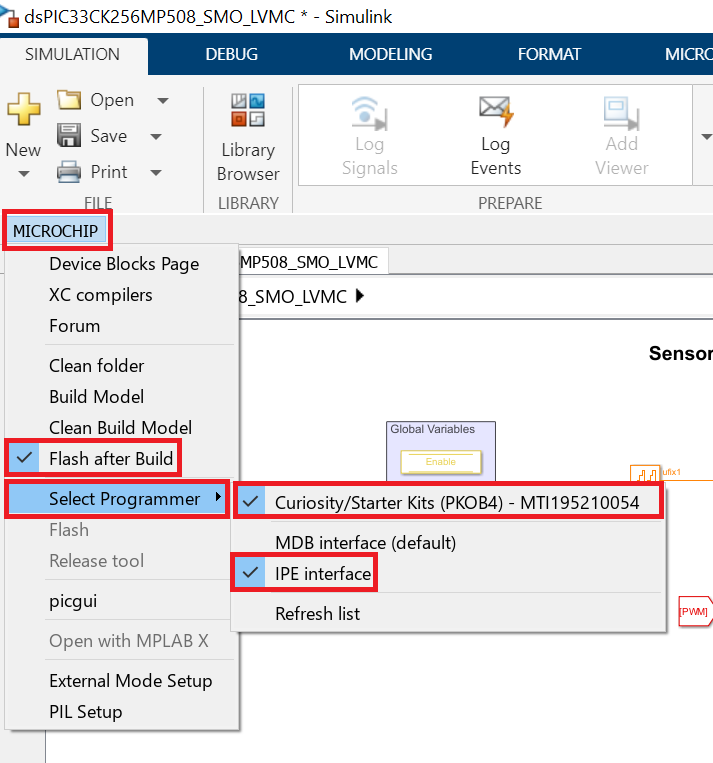 dsPIC33CK256MP508_SMO_LVMC * - Simulink
SIMULATION DEBUG MODELING FORMAT MICRO
New
Open
Save
Print
FILE
Library
Browser
LIBRARY
Log
Signals
Log
Events
Add
Viewer
PREPARE
MICROCHIP
MP508_SMO_LVMC
8_SMO_LVMC
Device Blocks Page
XC compilers
Forum
Clean folder
Build Model
Clean Build Model
Flash after Build
Select Programmer
Flash
Release tool
picgui
Open with MPLAB X
External Mode Setup
PIL Setup
Curiosity/Starter Kits (PKOB4) - MTI195210054
MDB interface (default)
IPE interface
Refresh list
Sensor
Global Variables
Enable
ufix1
[PWM]